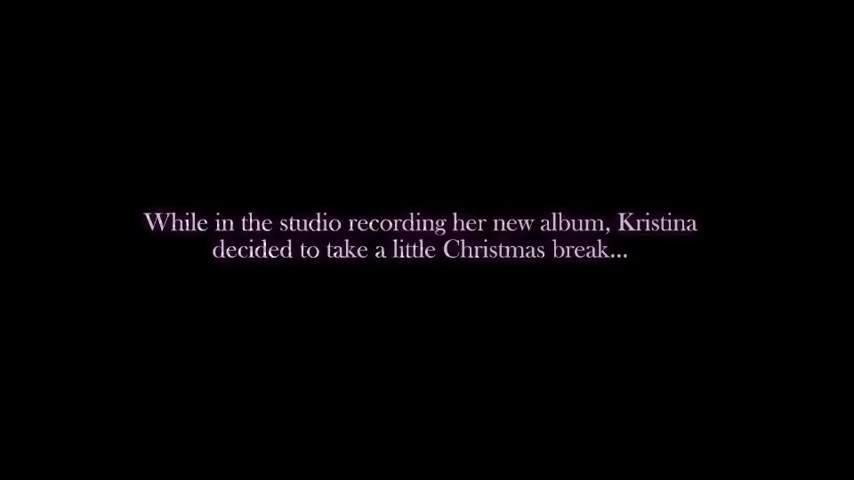 While in the studio recording her new album, Kristina
decided to take a little Christmas break...